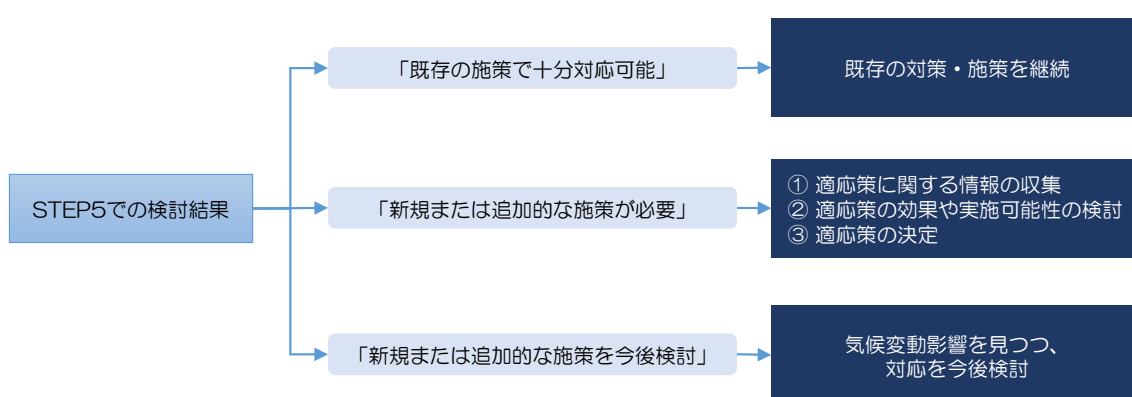 STEP5での検討結果
「既存の施策で十分対応可能」
既存の対策・施策を継続
「新規または追加的な施策が必要」
① 適応策に関する情報の収集
② 適応策の効果や実施可能性の検討
③ 適応策の決定
「新規または追加的な施策を今後検討」
気候変動影響を見つつ、
対応を今後検討